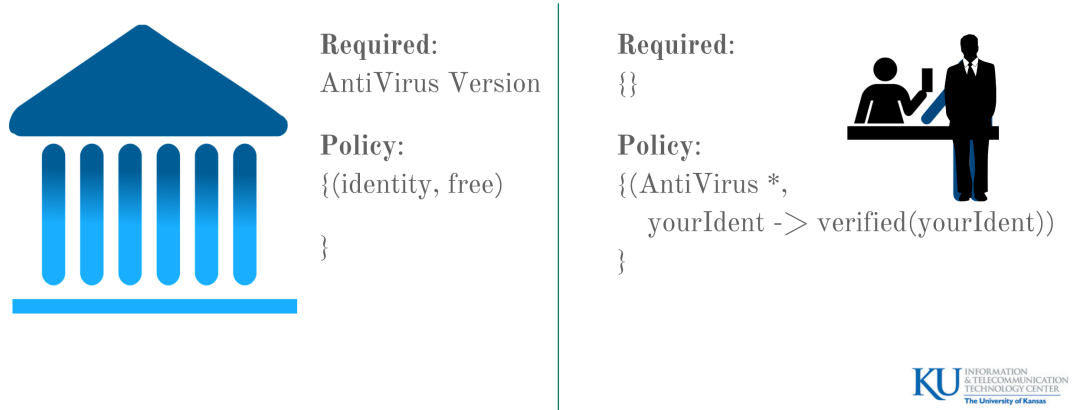 Required:
AntiVirus Version
Policy:
{(identity, free)
}
Required:
{}
Policy:
{(AntiVirus *,
yourIdent -> verified(yourIdent))
}
KU INFORMATION
& TELECOMMUNICATION
TECHNOLOGY CENTER
The University of Kansas